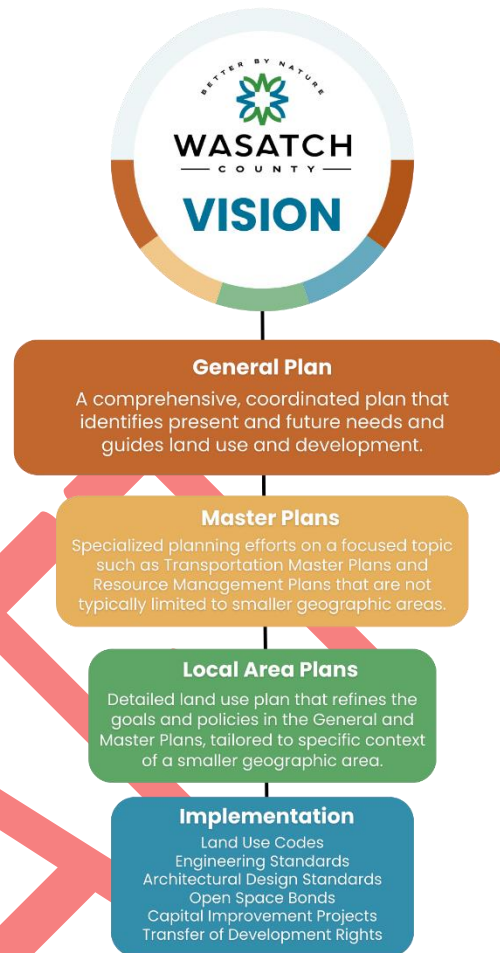 BETTER BY NATURE
WASATCH
COUNTY
VISION
General Plan
A comprehensive, coordinated plan that
identifies present and future needs and
guides land use and development.
Master Plans
Specialized planning efforts on a focused topic
such as Transportation Master Plans and
Resource Management Plans that are not
typically limited to smaller geographic areas.
Local Area Plans
Detailed land use plan that refines the
goals and policies in the General and
Master Plans, tailored to specific context
of a smaller geographic area.
Implementation
Land Use Codes
Engineering Standards
Architectural Design Standards
Open Space Bonds
Capital Improvement Projects
Transfer of Development Rights